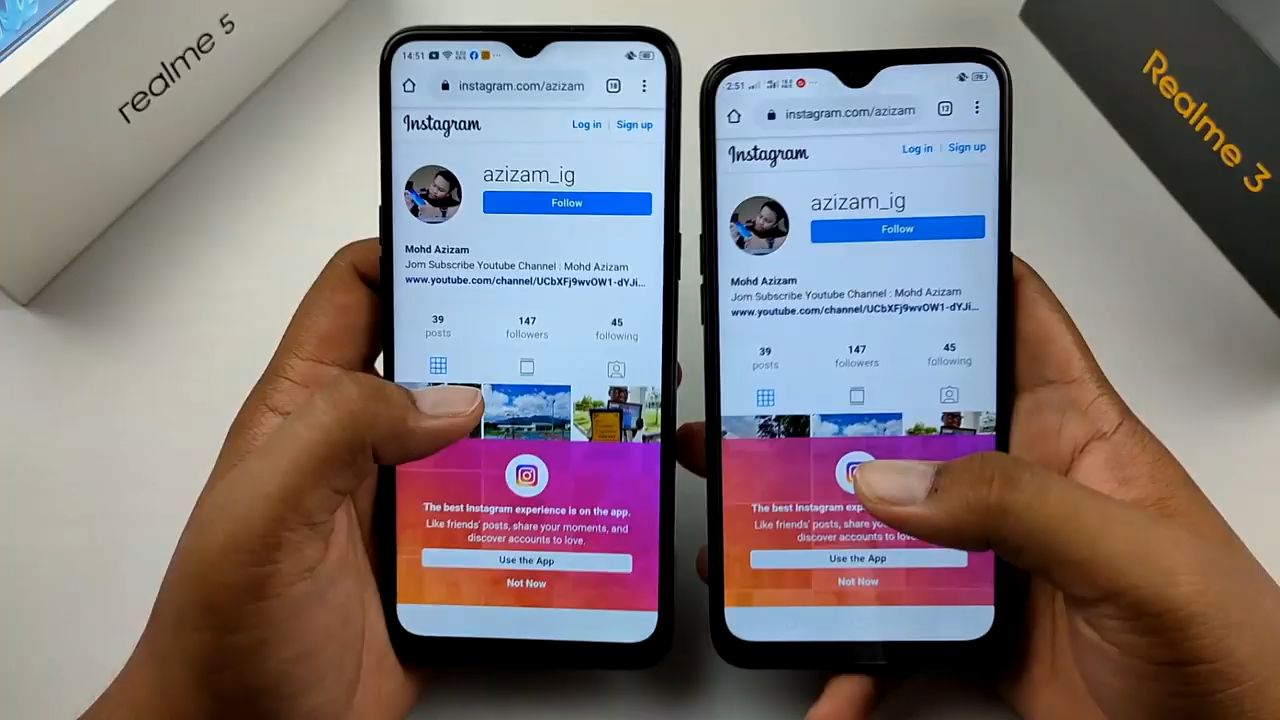 realme 5
Realme 3
14:51
instagram.com/azizam
18
Instagram
Log in | Sign up
azizam_ig
Follow
Mohd Azizam
Jom Subscribe Youtube Channel : Mohd Azizam
www.youtube.com/channel/UCbXFj9wvOW1-dYJi...
39 147 45
posts followers following
The best Instagram experience is on the app.
Like friends' posts, share your moments, and
discover accounts to love.
Use the App
Not Now
2:51
instagram.com/azizam
Instagram
Log in | Sign up
azizam_ig
Follow
Mohd Azizam
Jom Subscribe Youtube Channel : Mohd Azizam
www.youtube.com/channel/UCbXFj9wvOW1-dYJi...
39 147 45
posts followers following
The best Instagram
Like friends' posts, share
discover accounts to
Use the App
Not Now